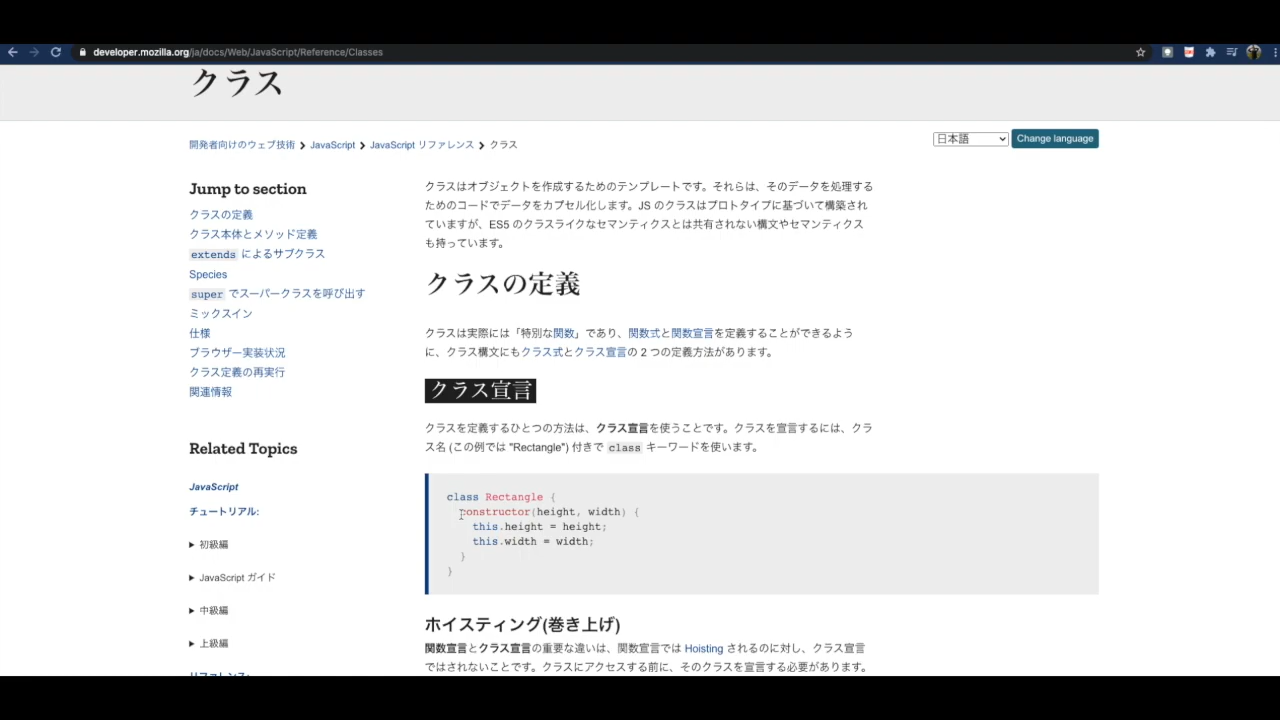 developer.mozilla.org/ja/docs/Web/JavaScript/Reference/Classes
クラス
開発者向けのウェブ技術 ❯ JavaScript ❯ JavaScript リファレンス ❯ クラス
日本語
Change language
Jump to section
クラスの定義
クラス本体とメソッド定義
extends によるサブクラス
Species
super でスーパークラスを呼び出す
ミックスイン
仕様
ブラウザー実装状況
クラス定義の再実行
関連情報
Related Topics
JavaScript
チュートリアル:
▶ 初級編
▶ JavaScript ガイド
▶ 中級編
▶ 上級編
リファレンス:
クラスはオブジェクトを作成するためのテンプレートです。それらは、そのデータを処理する
ためのコードでデータをカプセル化します。JS のクラスはプロトタイプに基づいて構築され
ていますが、ES5 のクラスライクなセマンティクスとは共有されない構文やセマンティクス
も持っています。
クラスの定義
クラスは実際には「特別な関数」であり、関数式と関数宣言を定義することができるよう
に、クラス構文にもクラス式とクラス宣言の 2 つの定義方法があります。
クラス宣言
クラスを定義するひとつの方法は、クラス宣言を使うことです。クラスを宣言するには、クラ
ス名 (この例では "Rectangle") 付きで class キーワードを使います。
class Rectangle {
constructor(height, width) {
this.height = height;
this.width = width;
}
}
ホイスティング(巻き上げ)
関数宣言とクラス宣言の重要な違いは、関数宣言では Hoisting されるのに対し、クラス宣言
ではされないことです。クラスにアクセスする前に、そのクラスを宣言する必要があります。